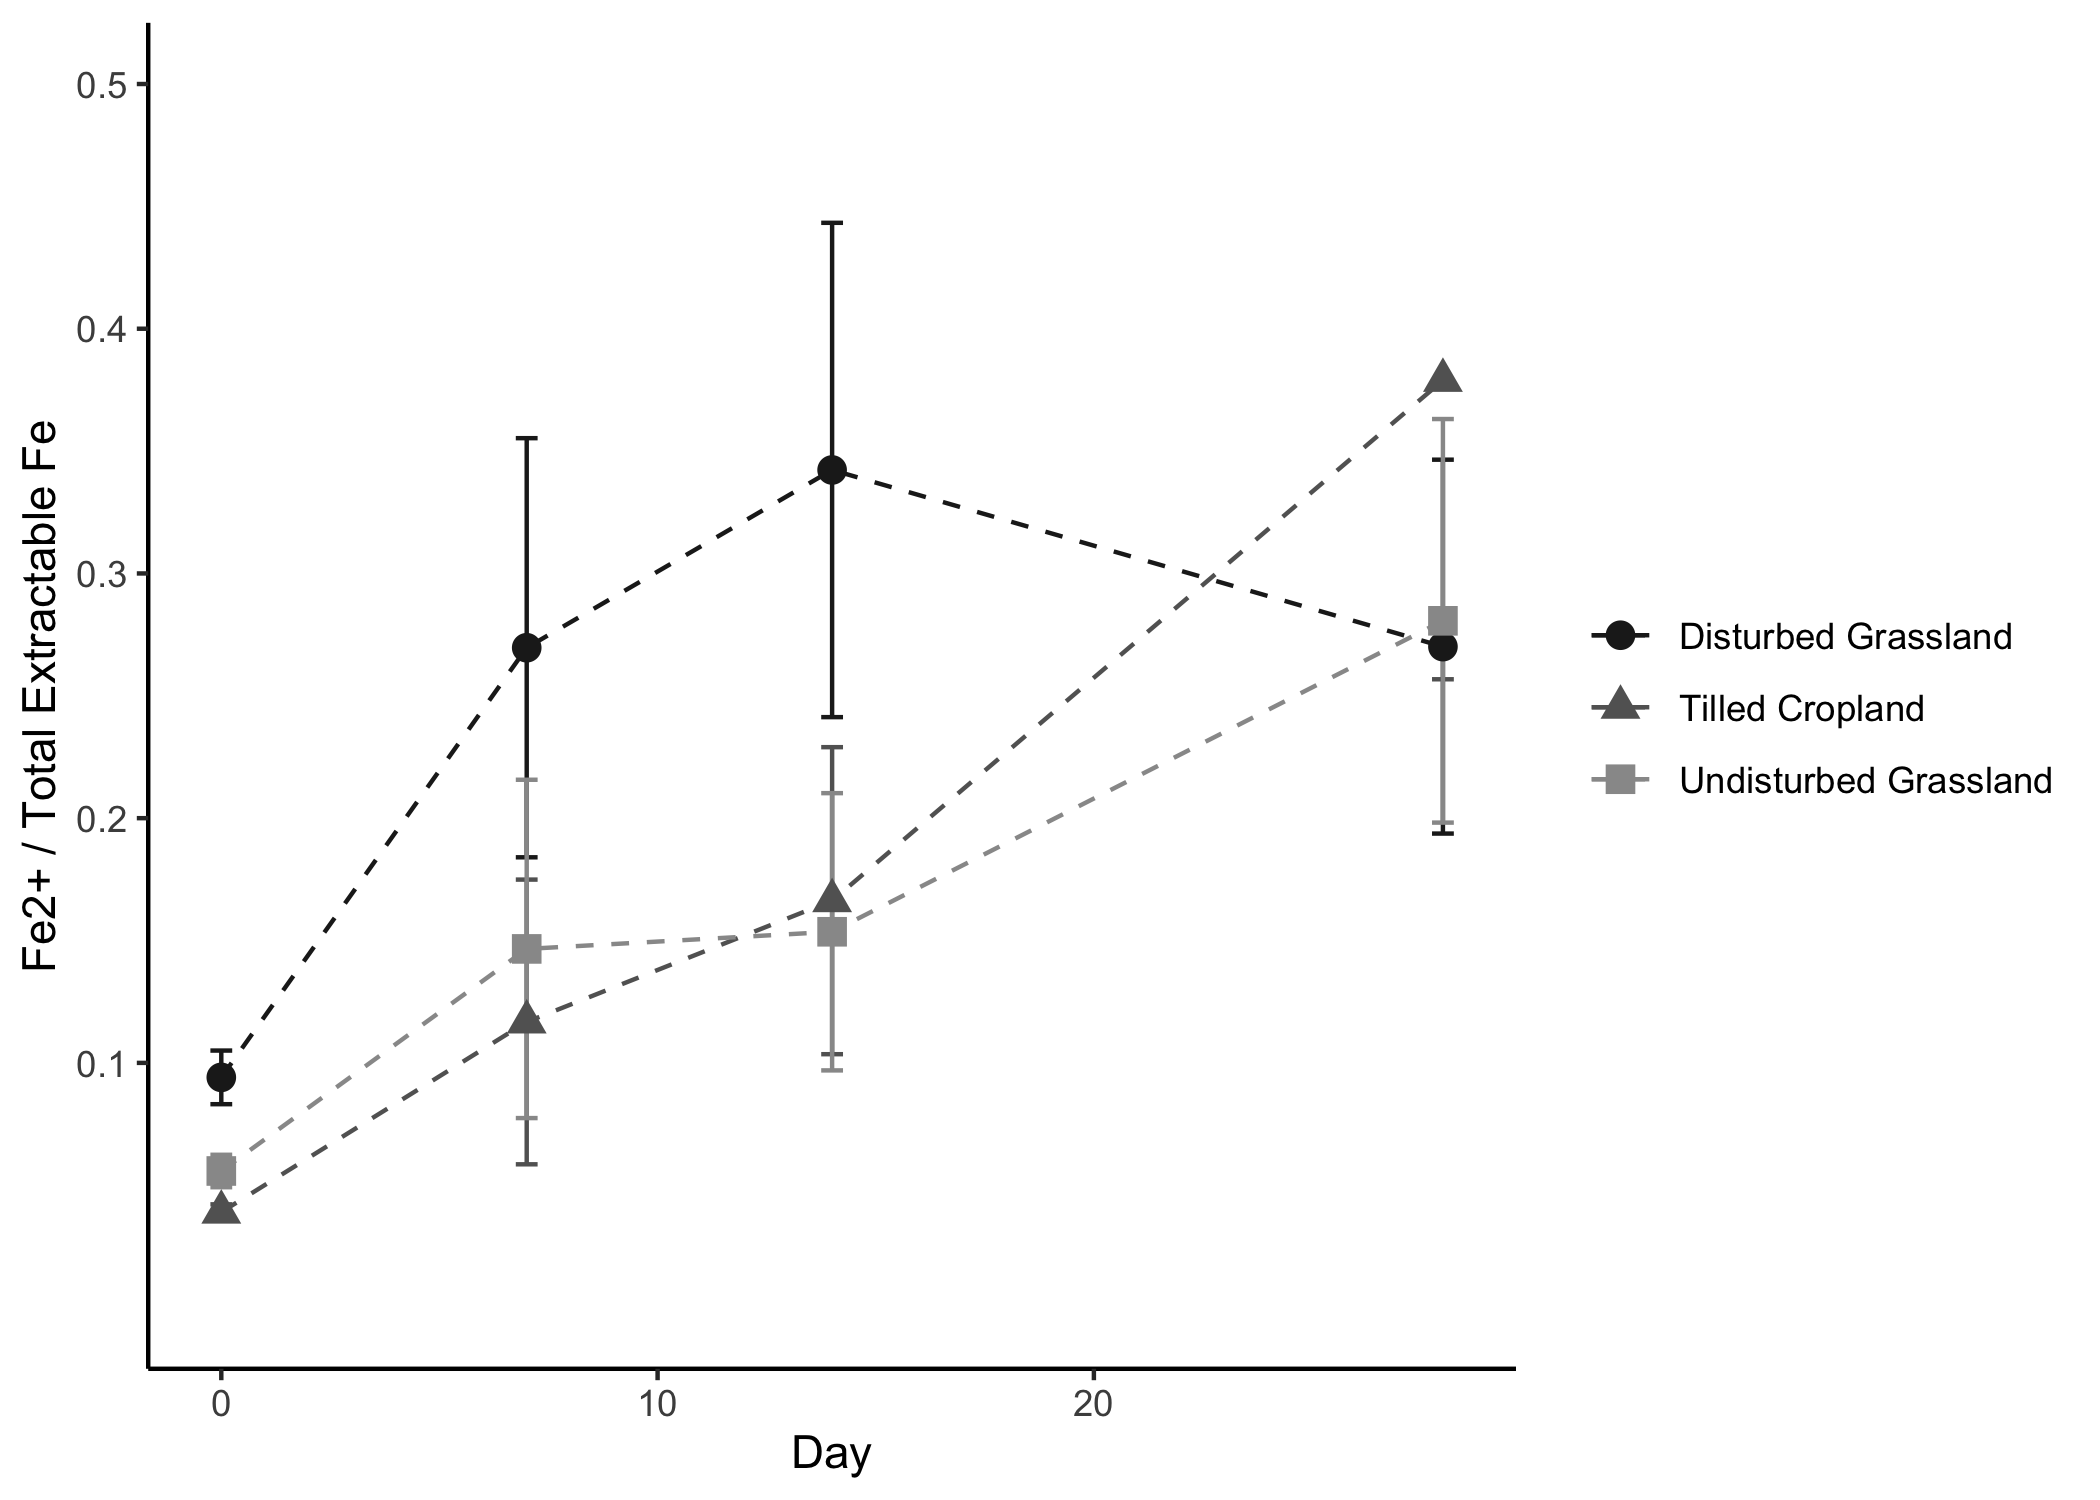 Fe2+ / Total Extractable Fe
0.5
0.4
0.3
0.2
0.1
0
10
20
Day
Disturbed Grassland
Tilled Cropland
Undisturbed Grassland